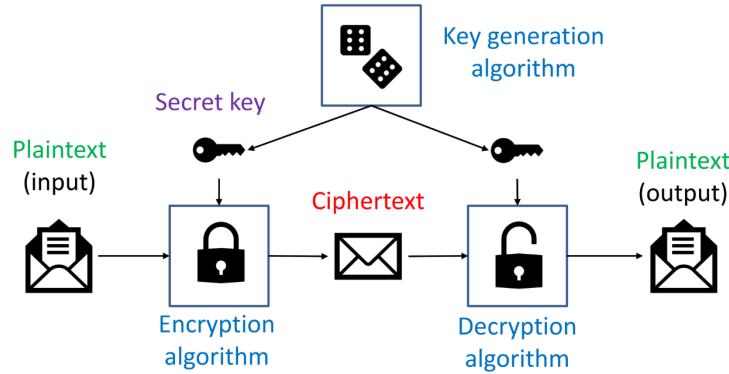 Key generation
algorithm
Secret key
Plaintext
(input)
Ciphertext
Plaintext
(output)
Encryption
algorithm
Decryption
algorithm